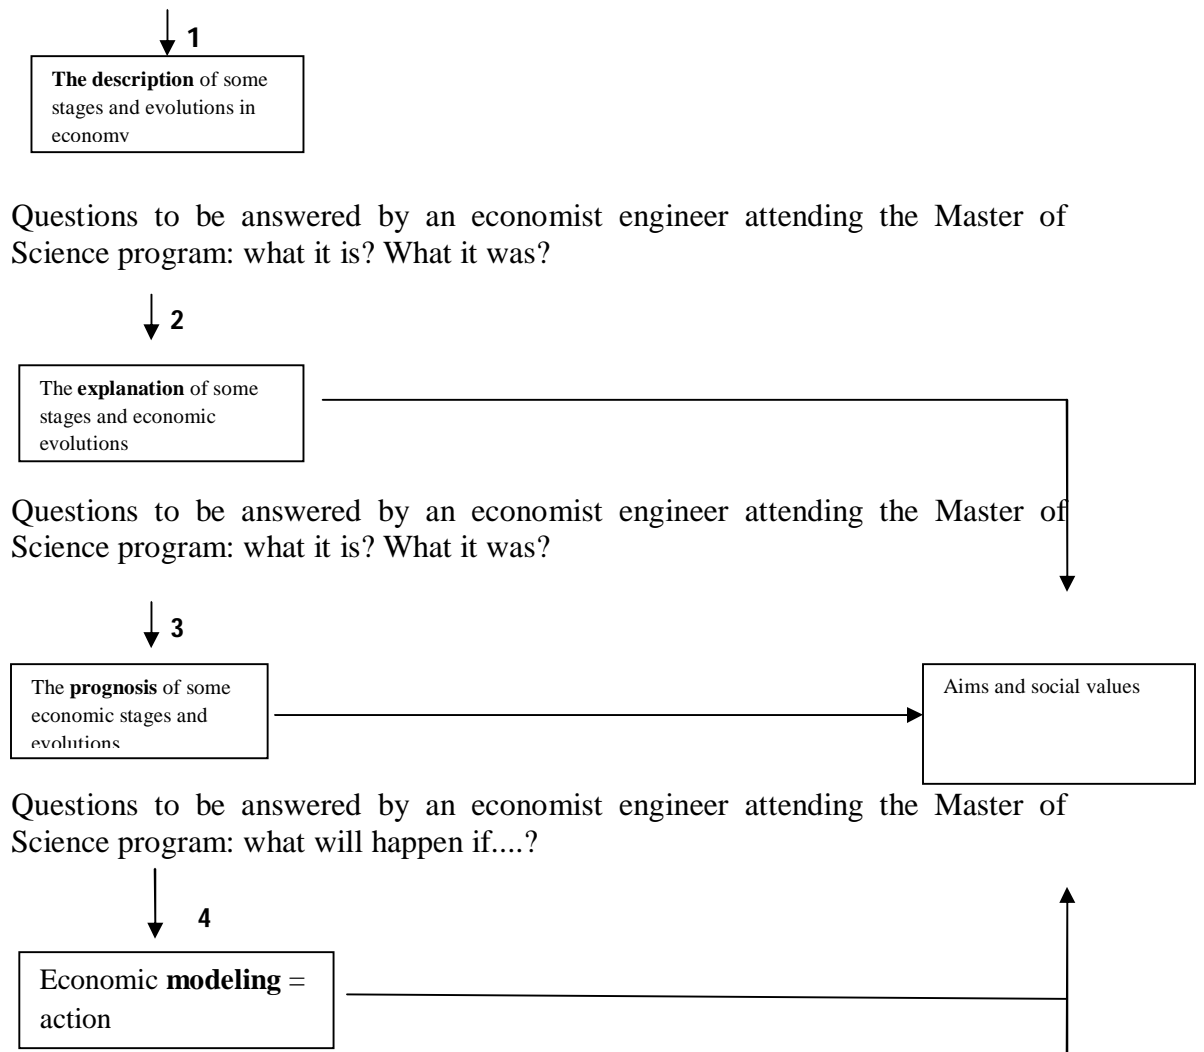 1
The description of some
stages and evolutions in
economy
Questions to be answered by an economist engineer attending the Master of
Science program: what it is? What it was?
2
The explanation of some
stages and economic
evolutions
Questions to be answered by an economist engineer attending the Master of
Science program: what it is? What it was?
3
The prognosis of some
economic stages and
evolutions
Aims and social values
Questions to be answered by an economist engineer attending the Master of
Science program: what will happen if....?
4
Economic modeling =
action